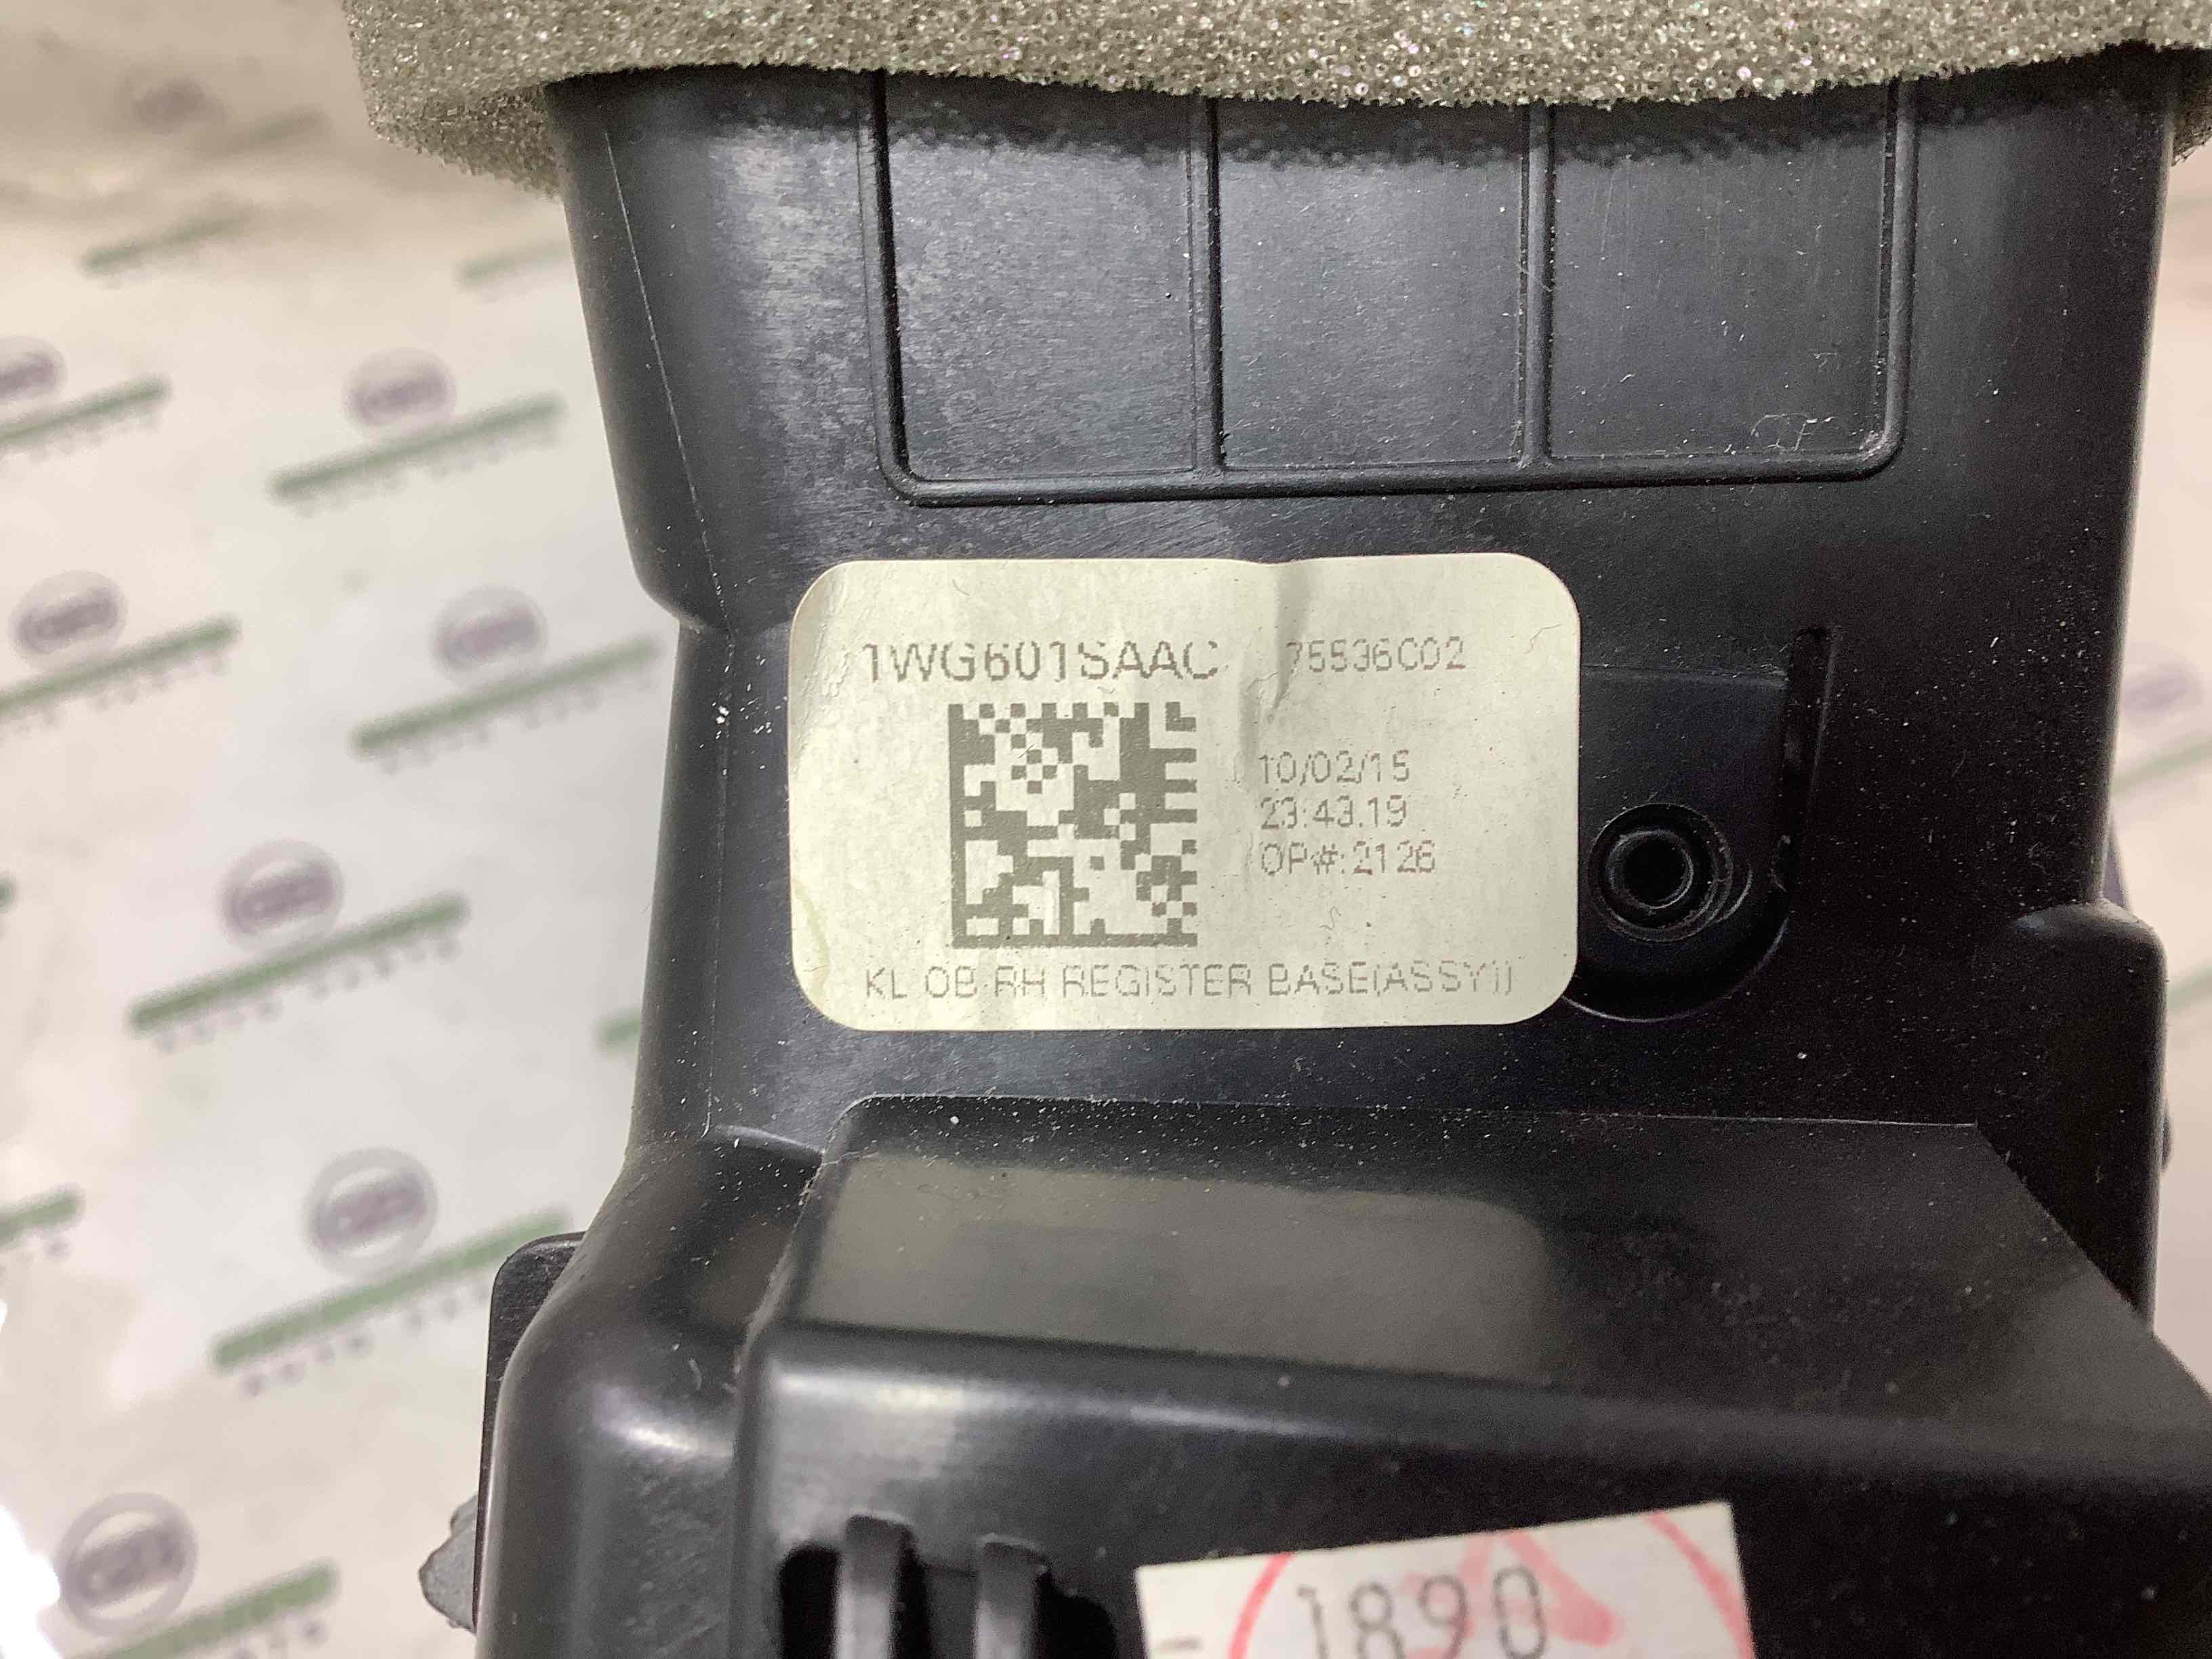 1WG601SAAC 75536C02
10/02/15
23:43.19
OP#:2126
KL OB RH REGISTER BASE(ASSY))
- 1890